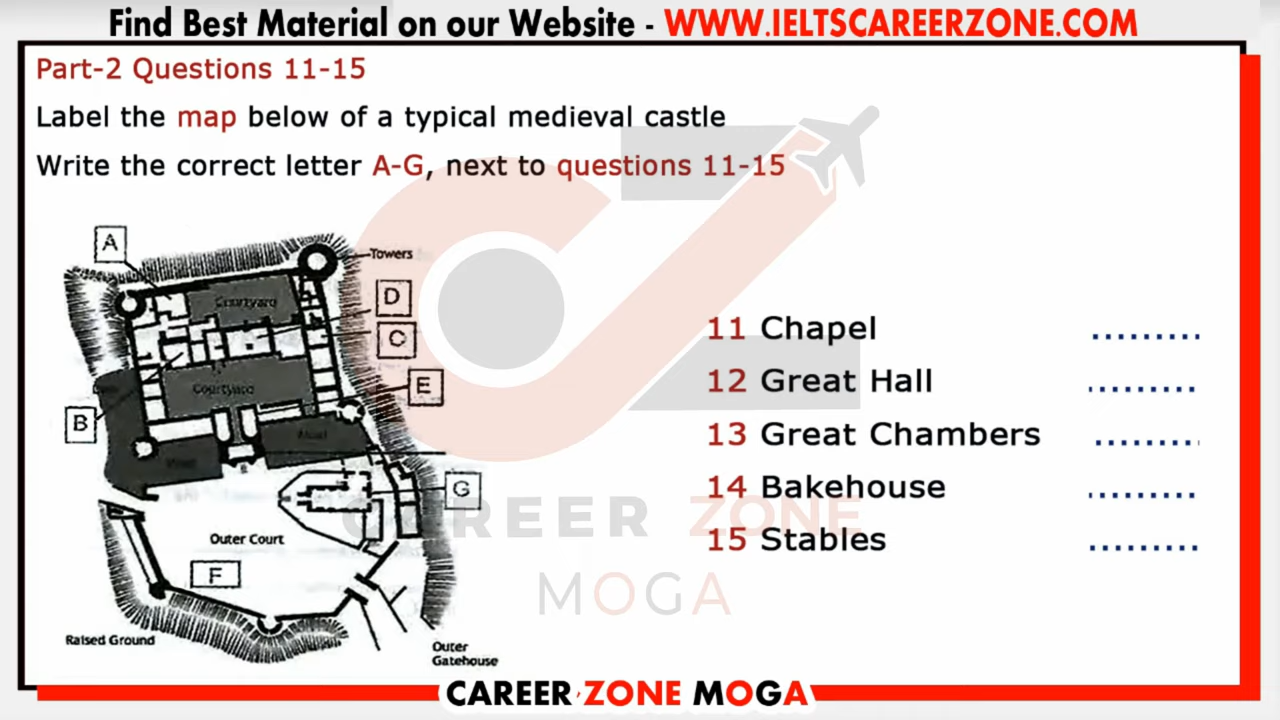 Find Best Material on our Website - WWW.IELTSCAREERZONE.COM
Part-2 Questions 11-15
Label the map below of a typical medieval castle
Write the correct letter A-G, next to questions 11-15
A
Towers
D
Courtyard
C
E
Courtyard
B
Moat
G
Outer Court
F
Raised Ground
Outer
Gatehouse
11 Chapel ..........
12 Great Hall ..........
13 Great Chambers ..........
14 Bakehouse ..........
15 Stables ..........
CAREER ZONE
MOGA
CAREER ZONE MOGA